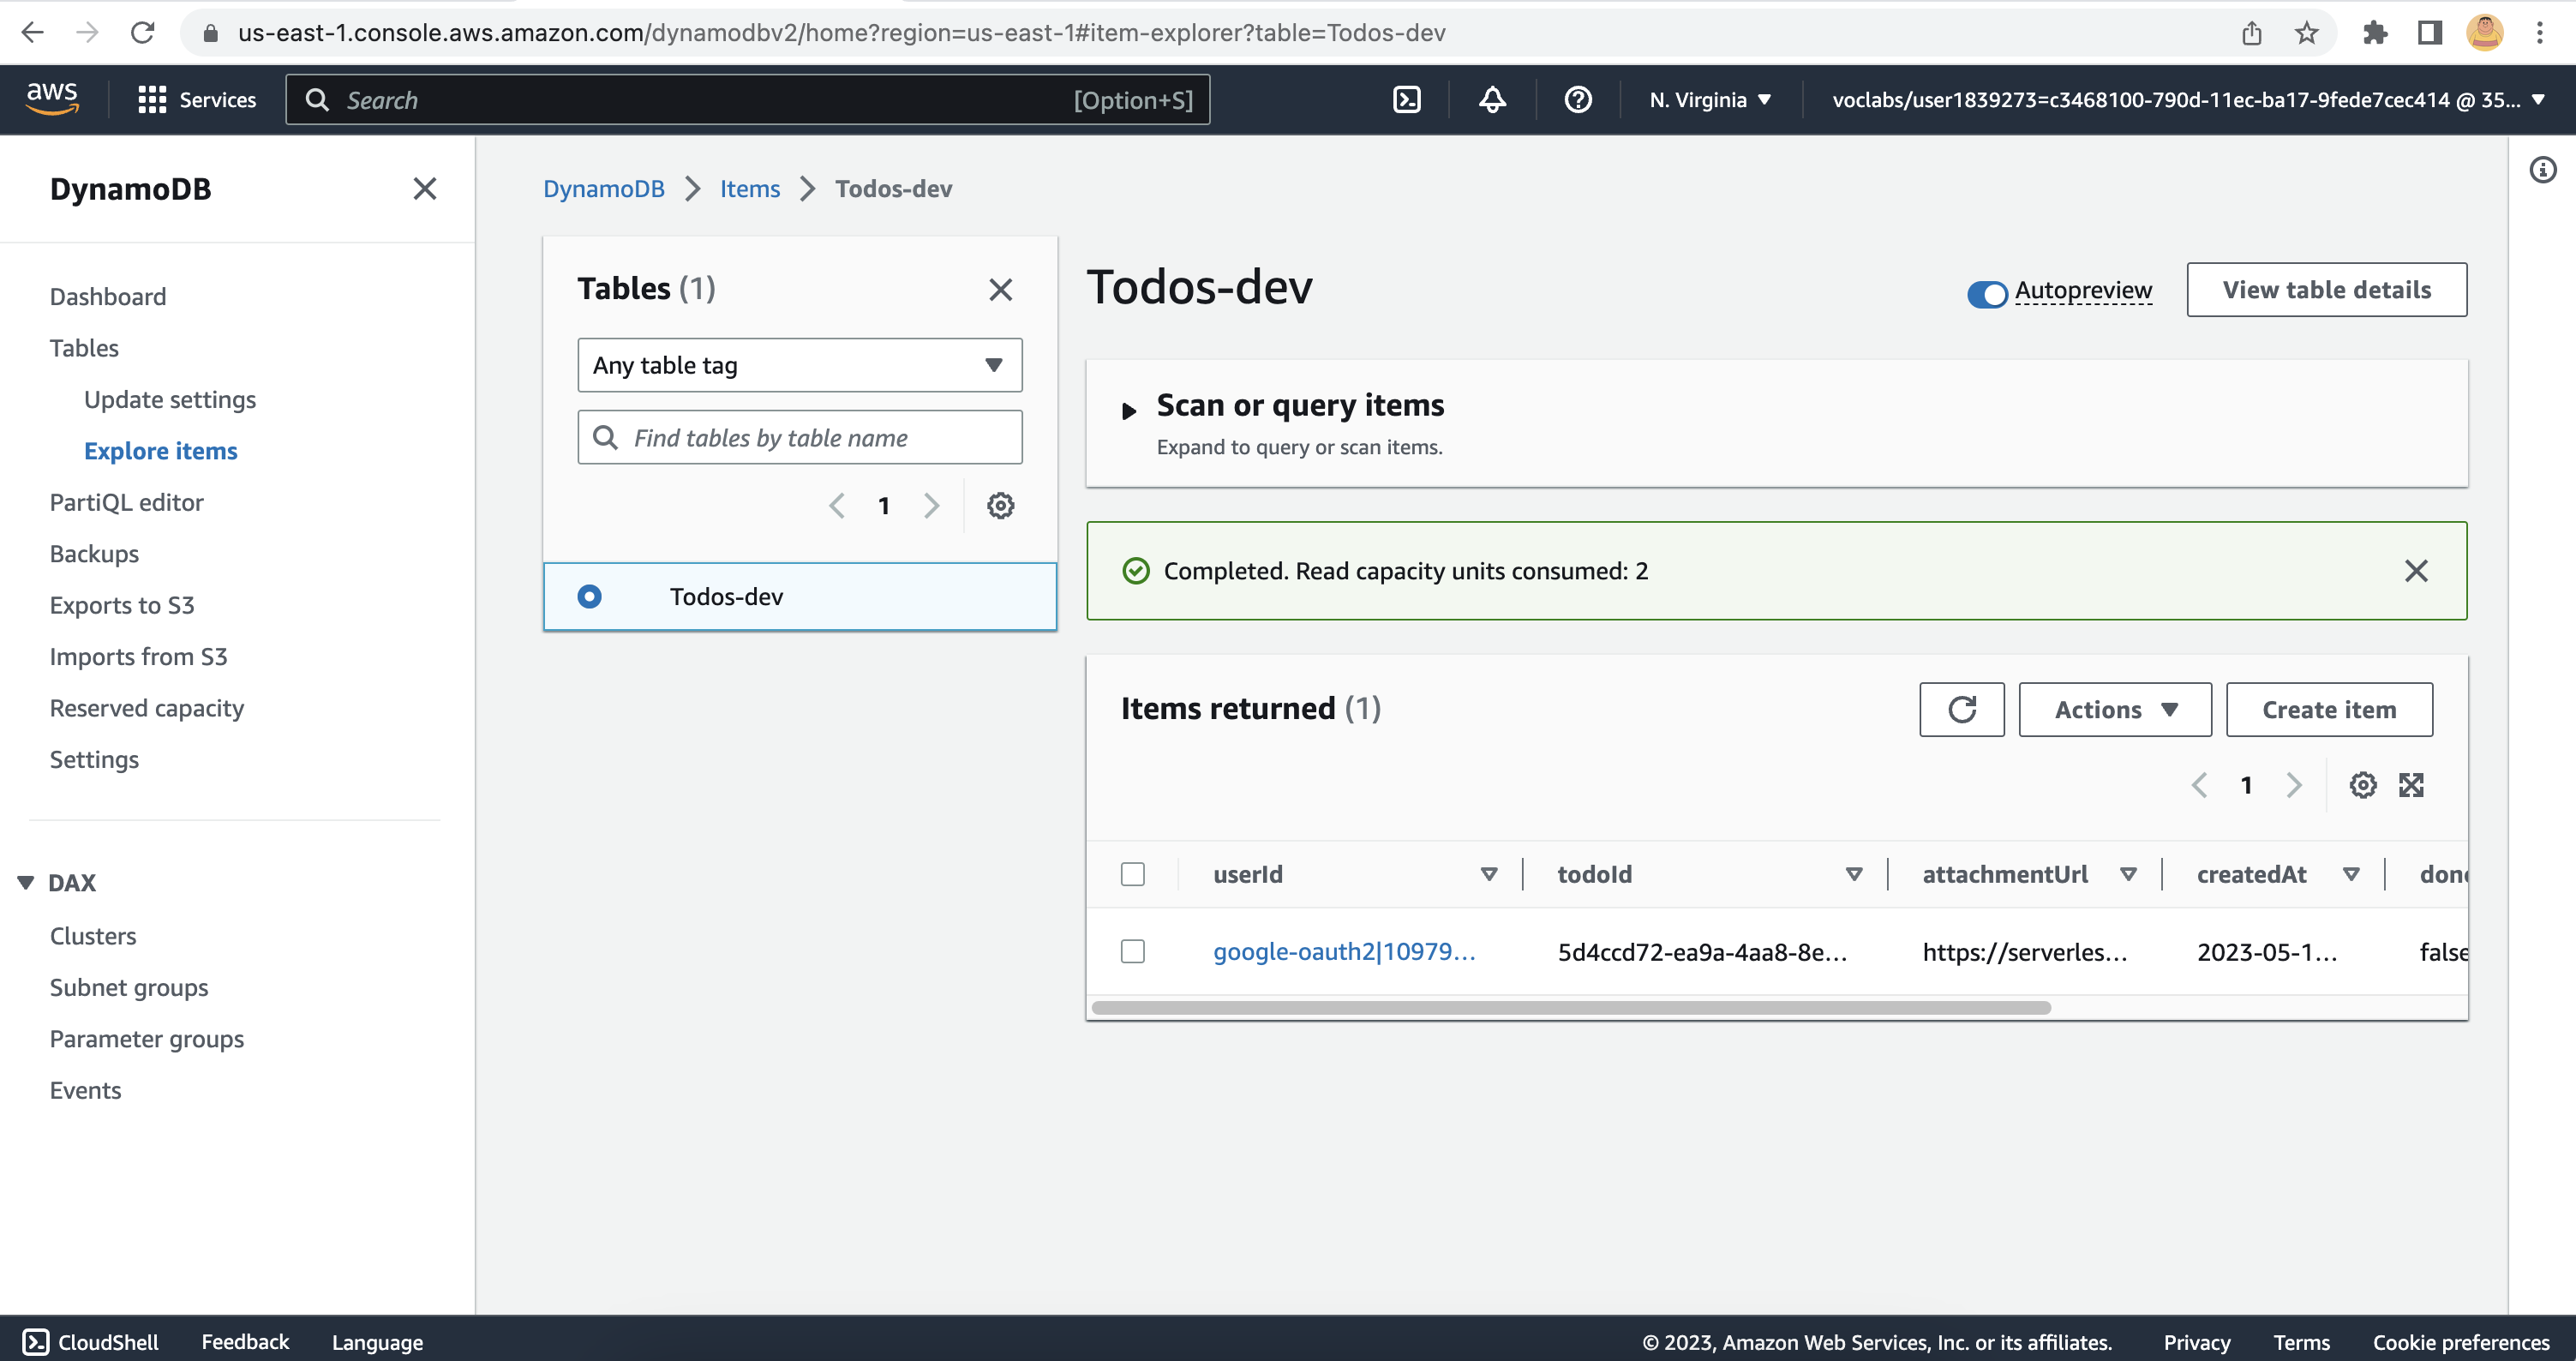 us-east-1.console.aws.amazon.com/dynamodbv2/home?region=us-east-1#item-explorer?table=Todos-dev
aws Services Search [Option+S] N. Virginia voclabs/user1839273=c3468100-790d-11ec-ba17-9fede7cec414 @ 35...
DynamoDB
Dashboard
Tables
Update settings
Explore items
PartiQL editor
Backups
Exports to S3
Imports from S3
Reserved capacity
Settings
DAX
Clusters
Subnet groups
Parameter groups
Events
DynamoDB Items Todos-dev
Tables (1)
Any table tag
Find tables by table name
1
Todos-dev
Todos-dev
Autopreview
View table details
Scan or query items
Expand to query or scan items.
Completed. Read capacity units consumed: 2
Items returned (1)
Actions
Create item
1
userId todoId attachmentUrl createdAt done
google-oauth2|10979... 5d4ccd72-ea9a-4aa8-8e... https://serverles... 2023-05-1... false
CloudShell Feedback Language © 2023, Amazon Web Services, Inc. or its affiliates. Privacy Terms Cookie preferences